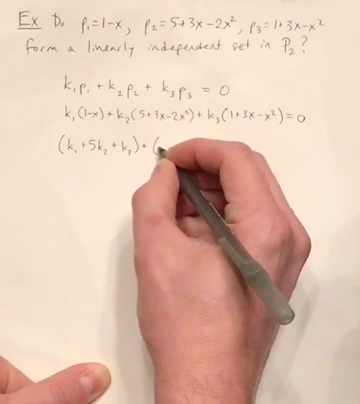 Ex Do p₁=1-x, p₂=5+3x-2x², p₃=1+3x-x²
form a linearly independent set in P₂?
k₁p₁+k₂p₂+k₃p₃=0
k₁(1-x)+k₂(5+3x-2x²)+k₃(1+3x-x²)=0
(k₁+5k₂+k₃)+(